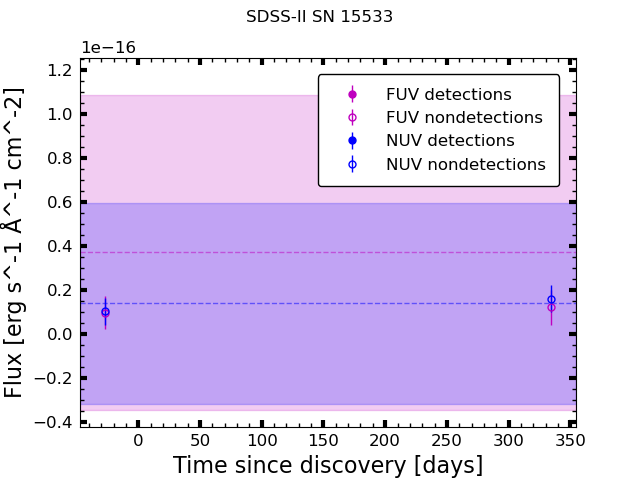 SDSS-II SN 15533
1e−16
FUV detections
FUV nondetections
NUV detections
NUV nondetections
1.2
1.0
0.8
0.6
0.4
0.2
0.0
−0.2
−0.4
Flux [erg s^-1 Å^-1 cm^-2]
0 50 100 150 200 250 300 350
Time since discovery [days]